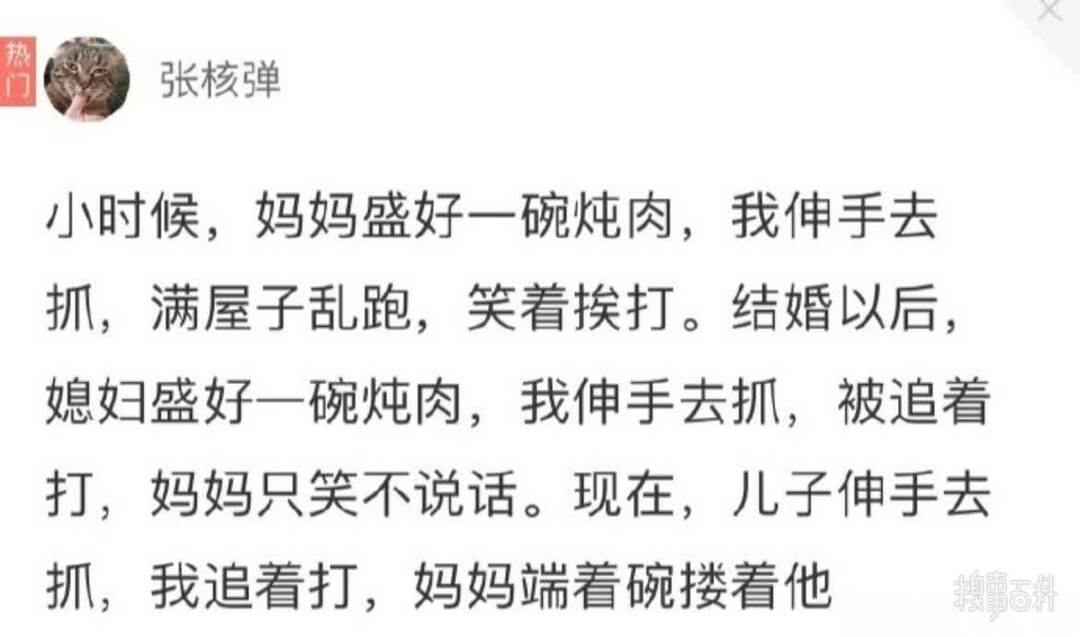 热门
张核弹
小时候，妈妈盛好一碗炖肉，我伸手去
抓，满屋子乱跑，笑着挨打。结婚以后，
媳妇盛好一碗炖肉，我伸手去抓，被追着
打，妈妈只笑不说话。现在，儿子伸手去
抓，我追着打，妈妈端着碗搂着他
糗事百科